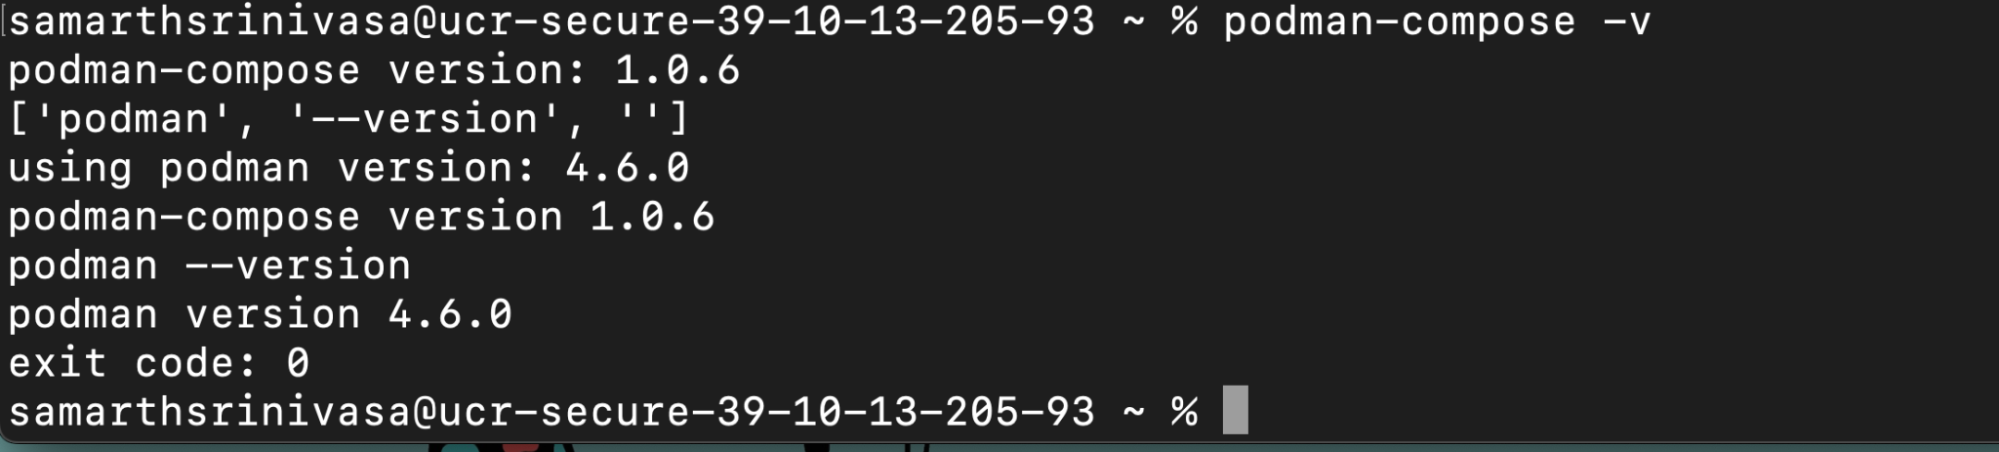 samarthsrinivasa@ucr-secure-39-10-13-205-93 ~ % podman-compose -v
podman-compose version: 1.0.6
['podman', '--version', '']
using podman version: 4.6.0
podman-compose version 1.0.6
podman --version
podman version 4.6.0
exit code: 0
samarthsrinivasa@ucr-secure-39-10-13-205-93 ~ %